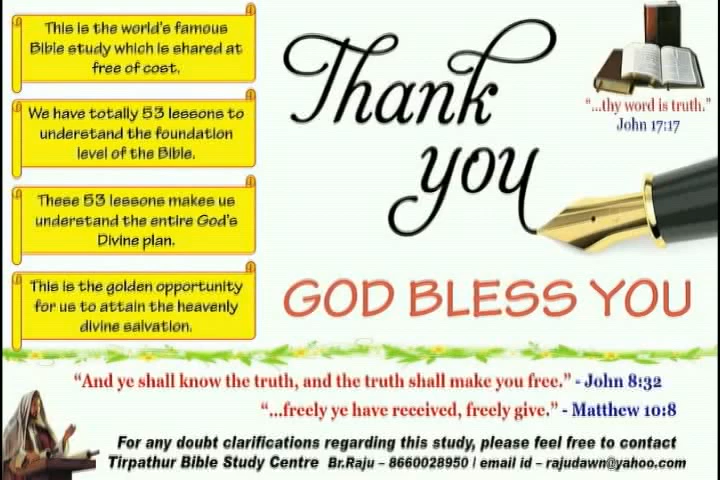 This is the world's famous
Bible study which is shared at
free of cost.
We have totally 53 lessons to
understand the foundation
level of the Bible.
These 53 lessons makes us
understand the entire God's
Divine plan.
This is the golden opportunity
for us to attain the heavenly
divine salvation.
Thank
you
"...thy word is truth."
John 17:17
GOD BLESS YOU
"And ye shall know the truth, and the truth shall make you free." - John 8:32
"...freely ye have received, freely give." - Matthew 10:8
For any doubt clarifications regarding this study, please feel free to contact
Tirpathur Bible Study Centre Br.Raju – 8660028950 | email id – rajudawn@yahoo.com